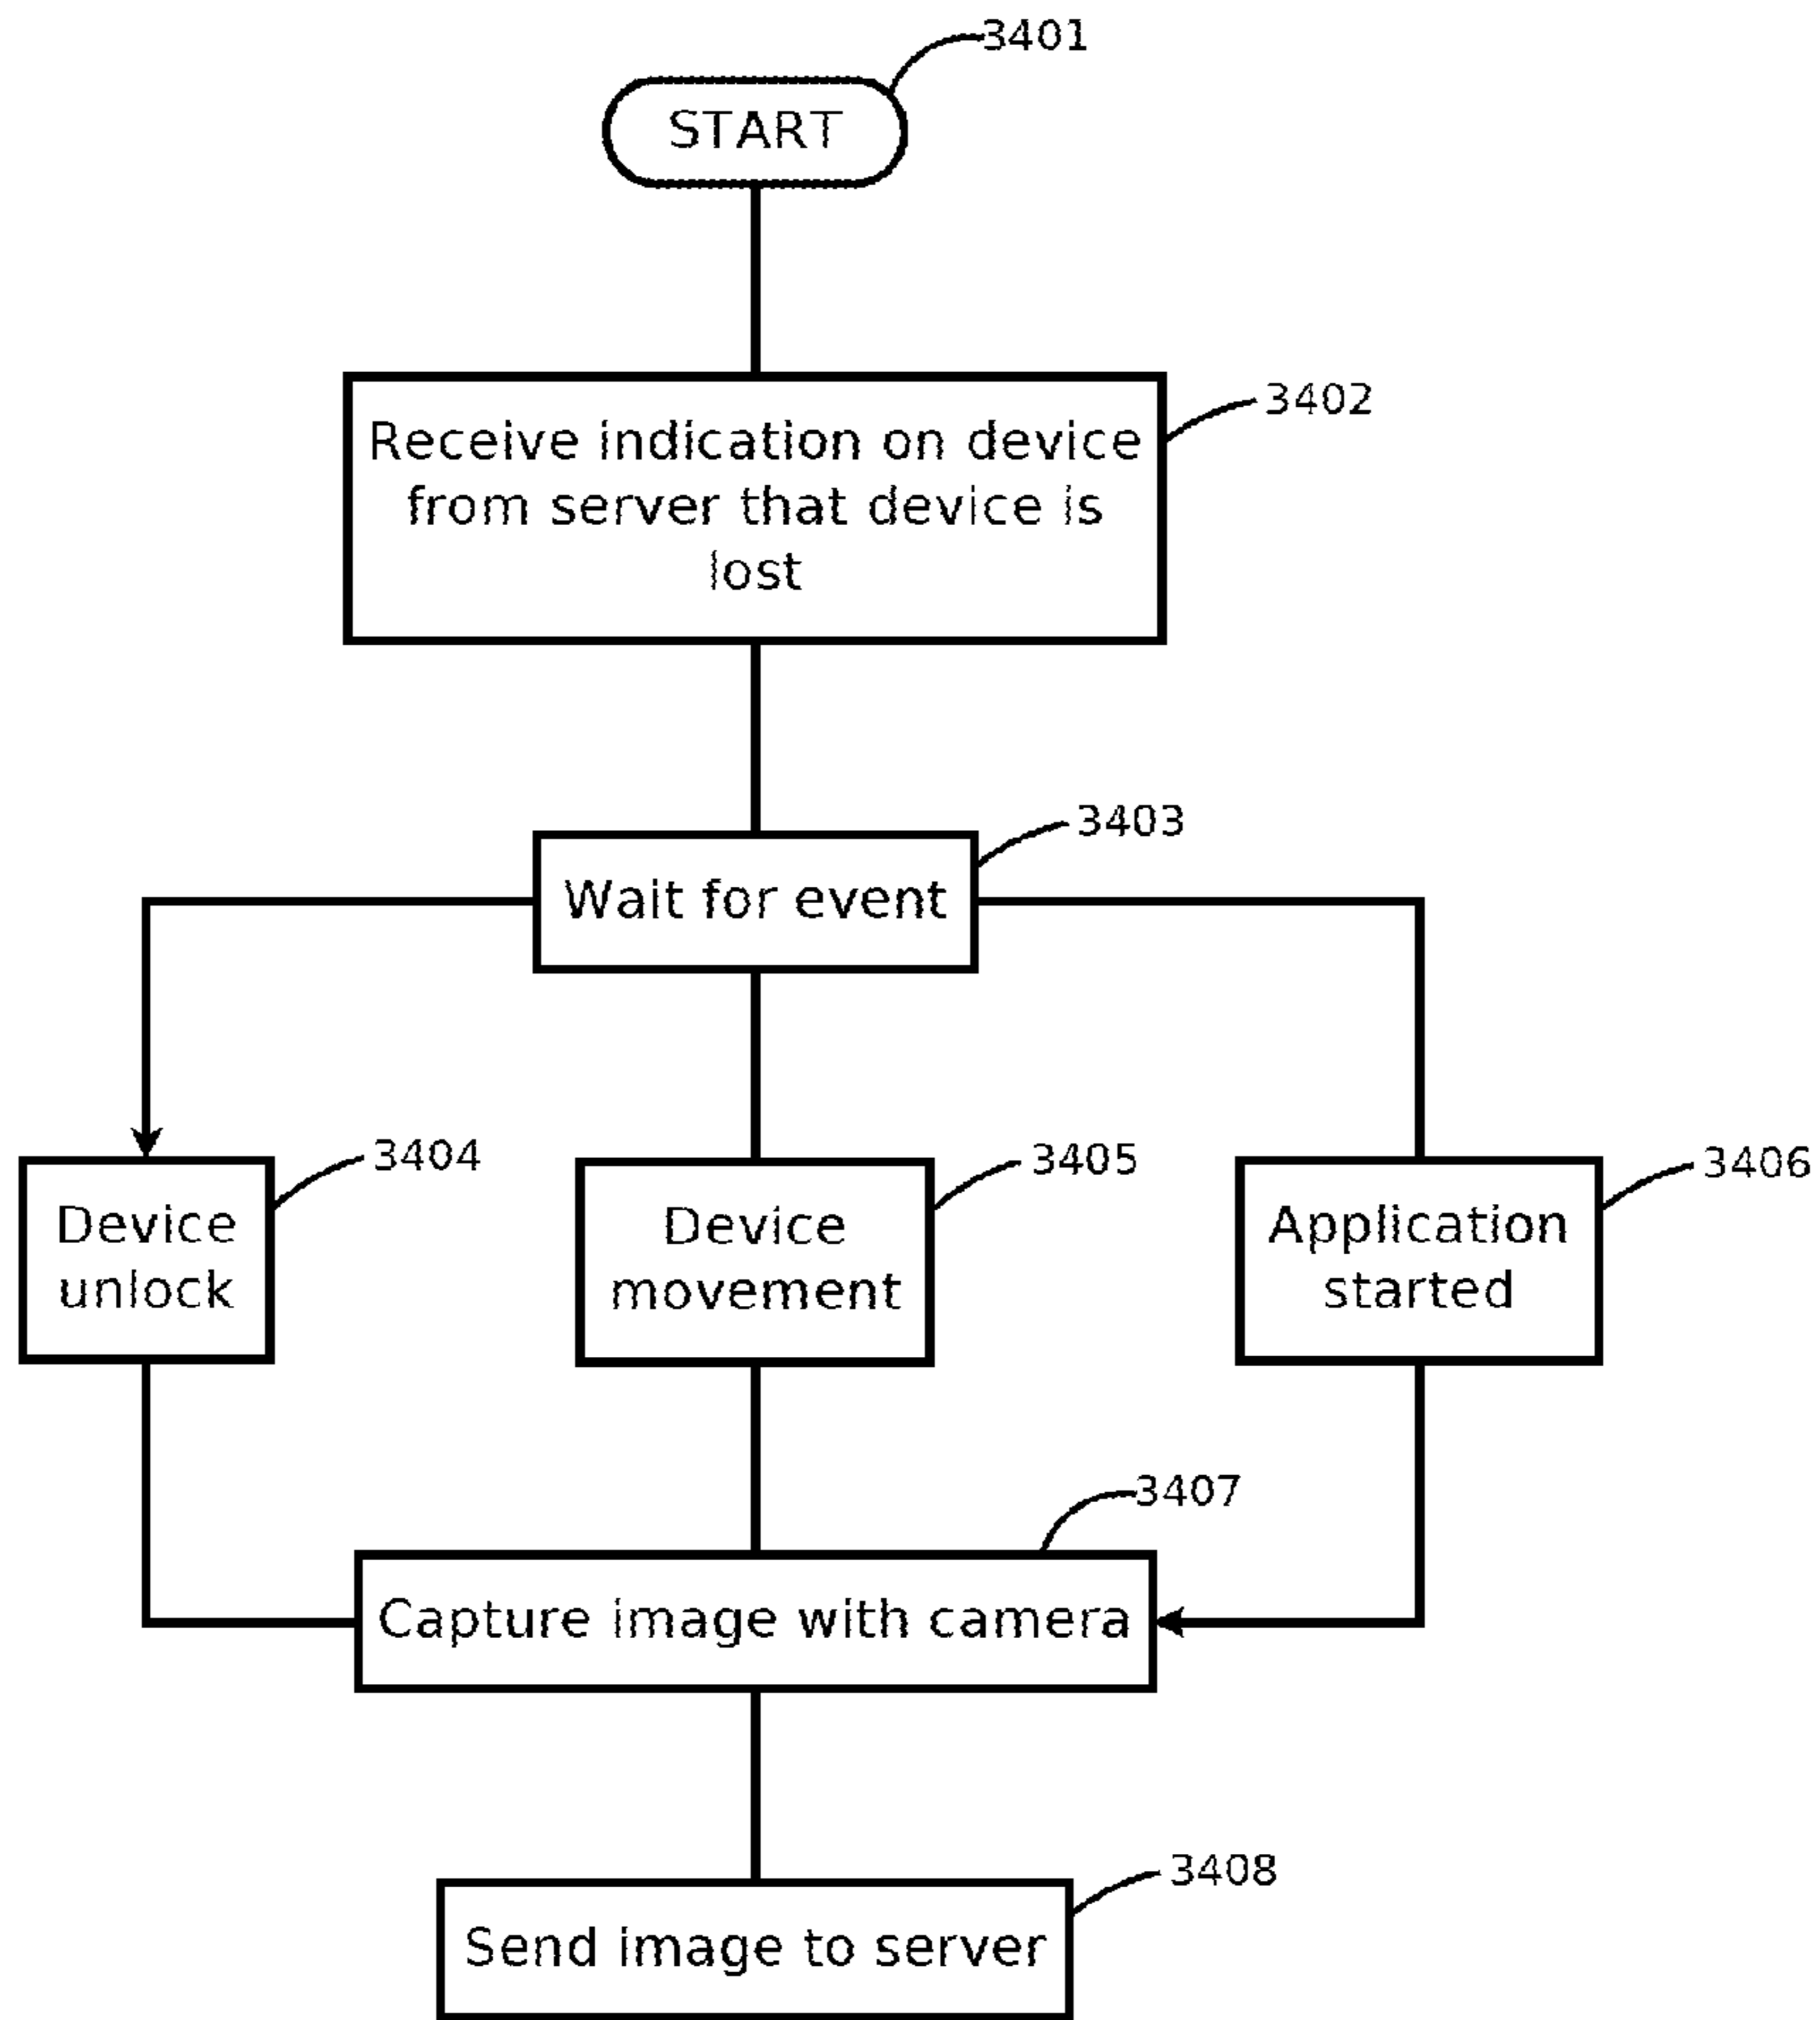 3401
START
3402
Receive indication on device
from server that device is
lost
3403
Wait for event
3404
Device
unlock
3405
Device
movement
3406
Application
started
3407
Capture image with camera
3408
Send image to server